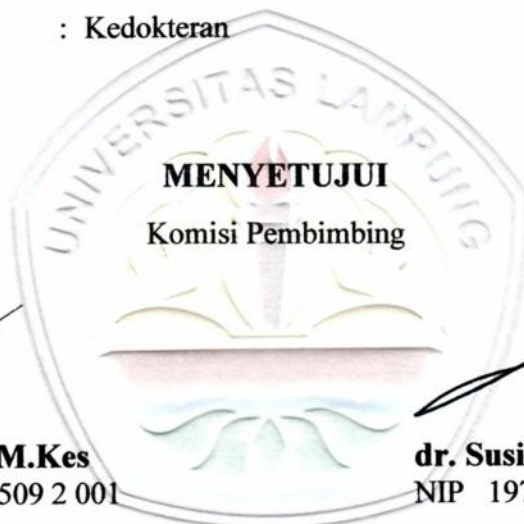 : Kedokteran
UNIVERSITAS LAMPUNG
MENYETUJUI
Komisi Pembimbing
M.Kes
509 2 001
dr. Susi
NIP 197